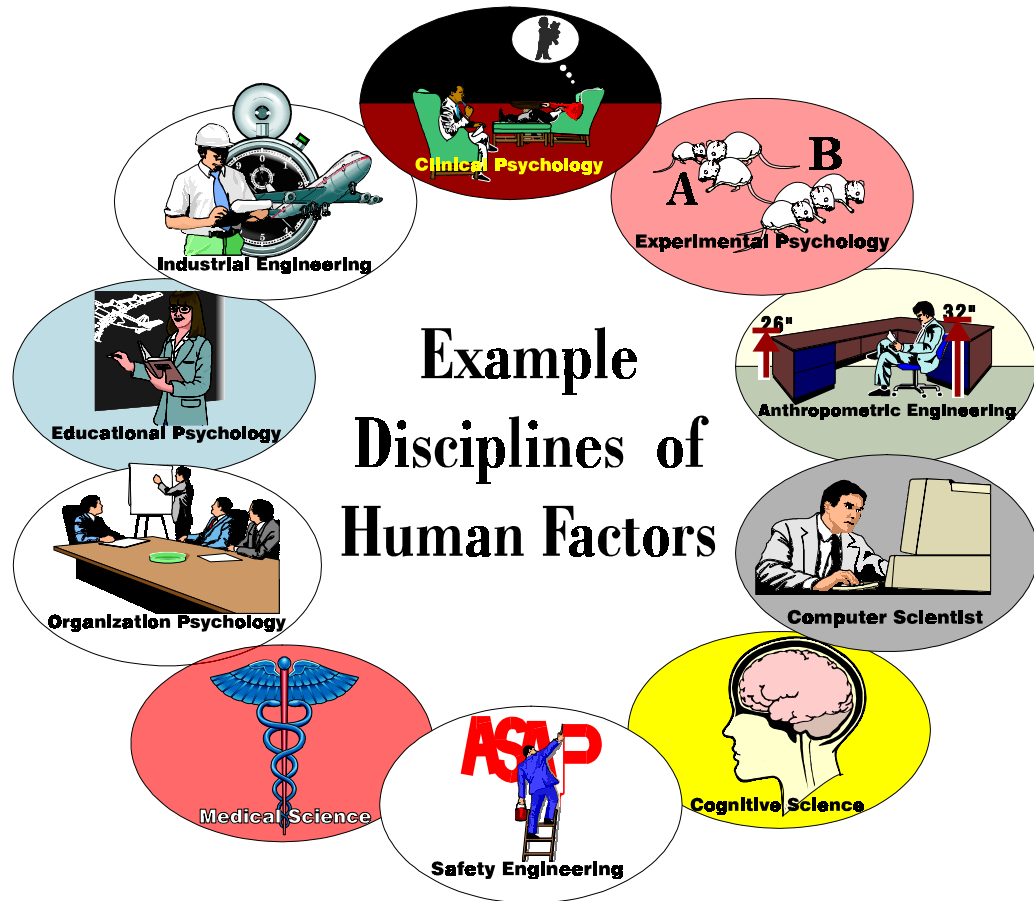 Example
Disciplines of
Human Factors
Clinical Psychology
A
B
Experimental Psychology
26"
32"
Anthropometric Engineering
Computer Scientist
Cognitive Science
ASAP
Safety Engineering
Medical Science
Organization Psychology
Educational Psychology
Industrial Engineering